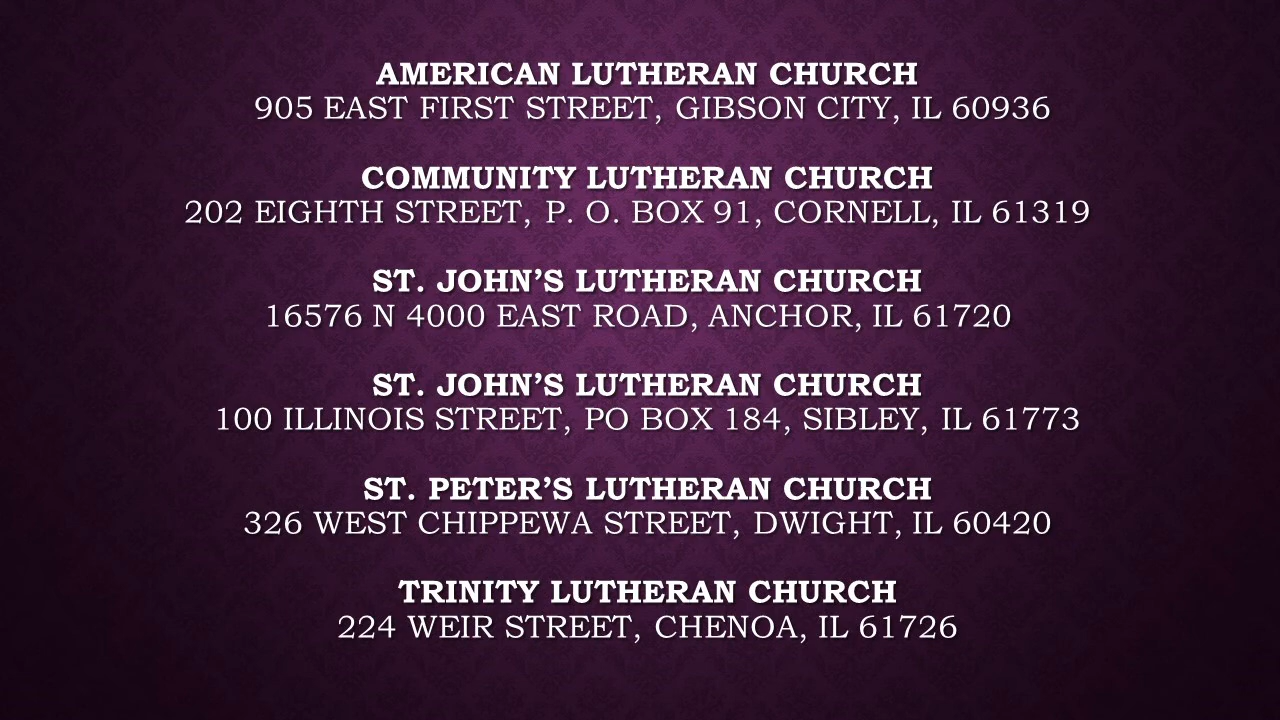 AMERICAN LUTHERAN CHURCH
905 EAST FIRST STREET, GIBSON CITY, IL 60936
COMMUNITY LUTHERAN CHURCH
202 EIGHTH STREET, P. O. BOX 91, CORNELL, IL 61319
ST. JOHN’S LUTHERAN CHURCH
16576 N 4000 EAST ROAD, ANCHOR, IL 61720
ST. JOHN’S LUTHERAN CHURCH
100 ILLINOIS STREET, PO BOX 184, SIBLEY, IL 61773
ST. PETER’S LUTHERAN CHURCH
326 WEST CHIPPEWA STREET, DWIGHT, IL 60420
TRINITY LUTHERAN CHURCH
224 WEIR STREET, CHENOA, IL 61726